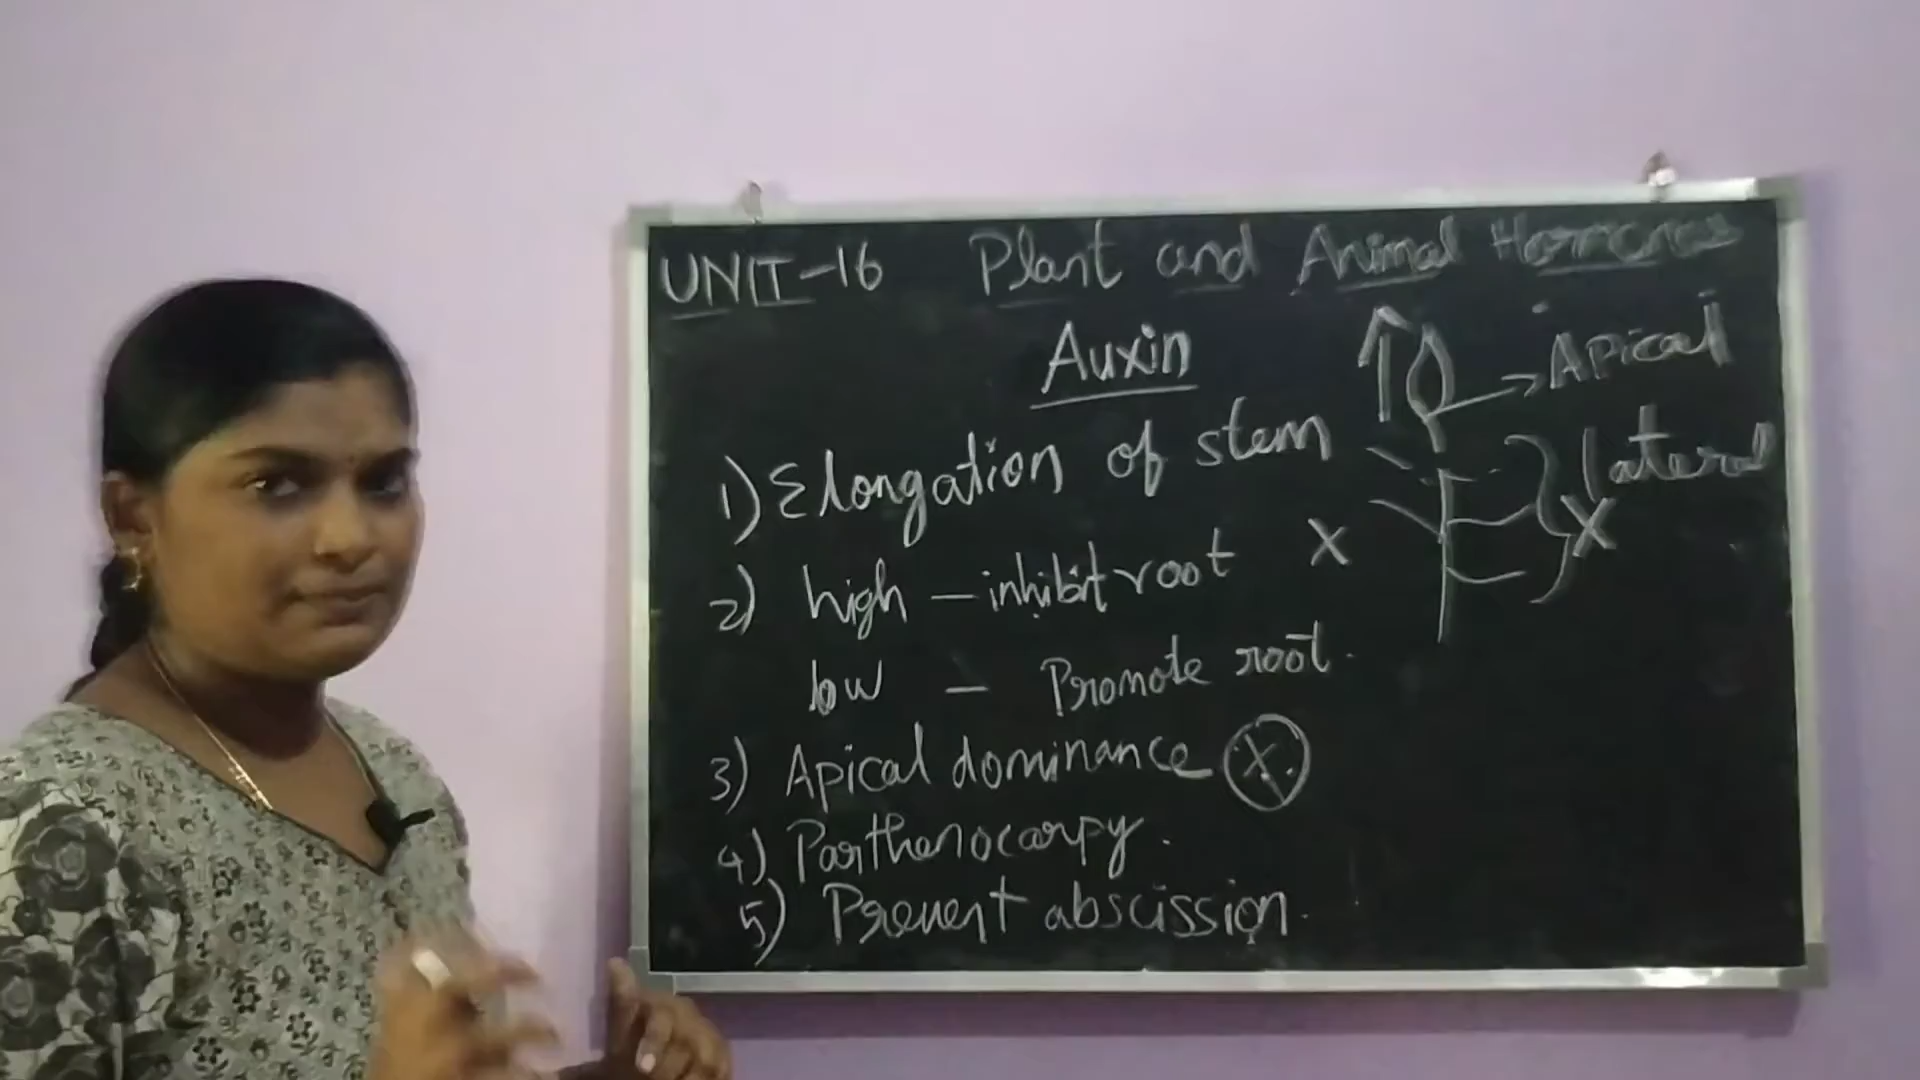 UNIT-16 Plant and Animal Hormones
Auxin
Apical
lateral
X
1) Elongation of stem
2) high - inhibit root X
low - Promote root.
3) Apical dominance X
4) Parthenocarpy.
5) Prevent abscission.